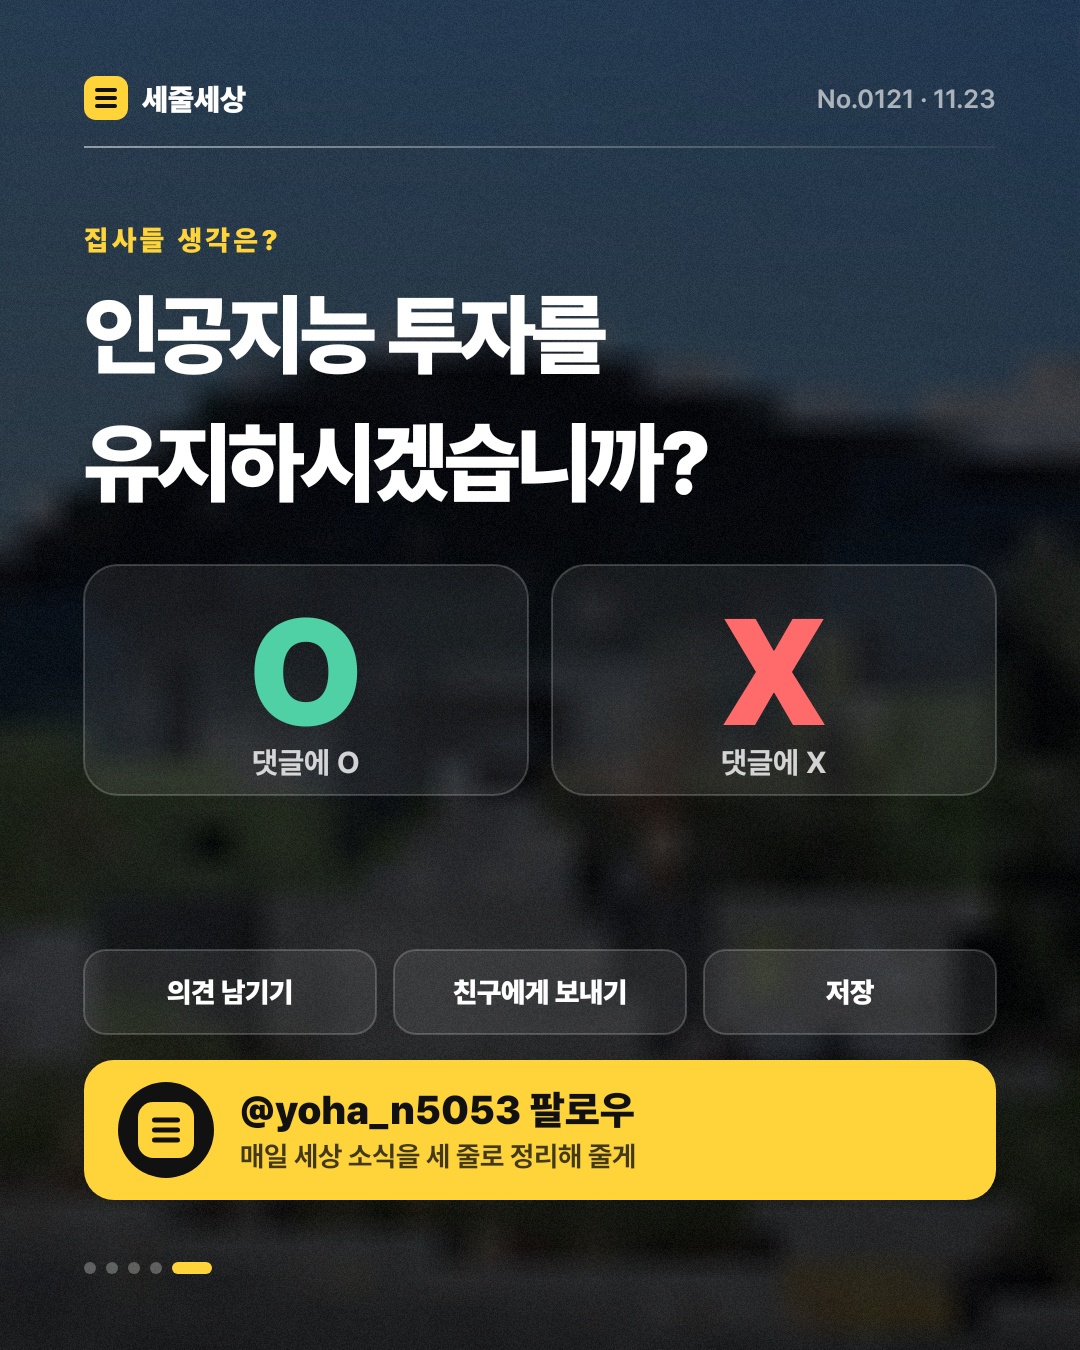 세줄세상
No.0121 · 11.23
집사들 생각은?
인공지능 투자를
유지하시겠습니까?
O
댓글에 O
X
댓글에 X
의견 남기기
친구에게 보내기
저장
@yoha_n5053 팔로우
매일 세상 소식을 세 줄로 정리해 줄게